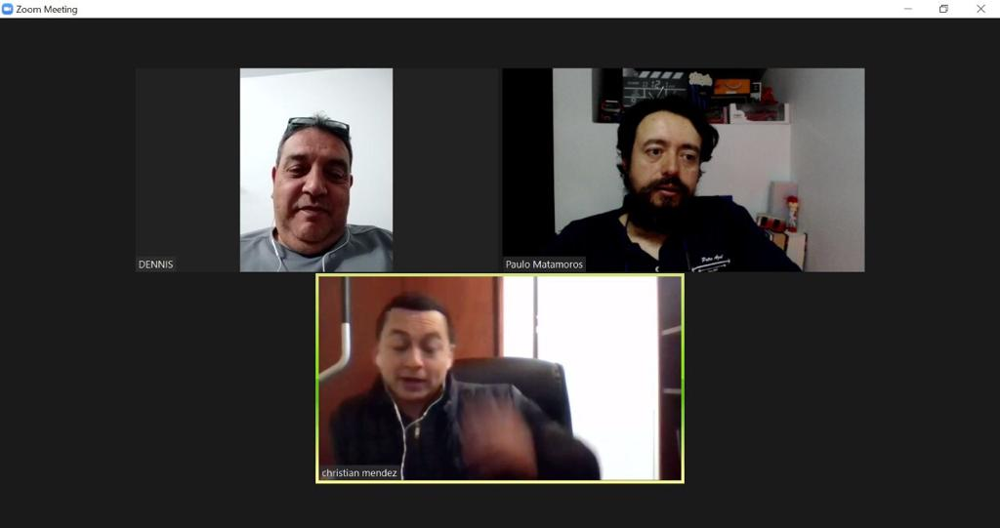 Zoom Meeting
DENNIS
Paulo Matamoros
christian mendez